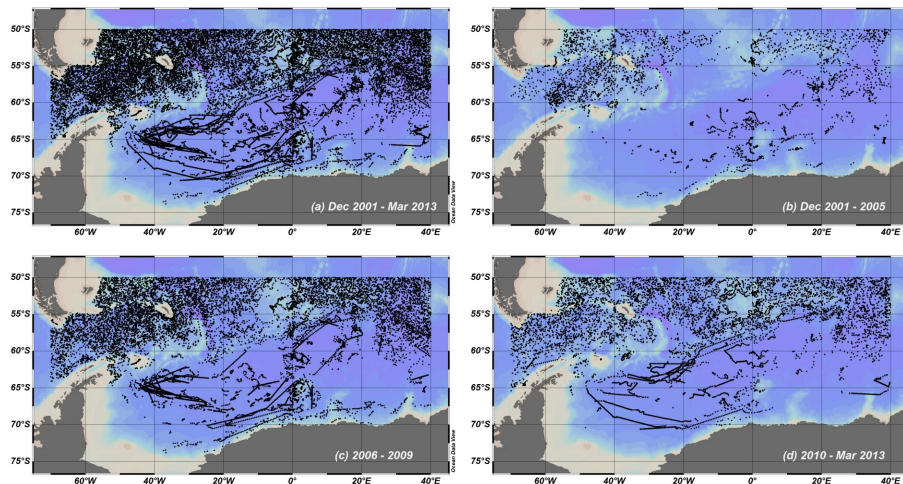 50°S
55°S
60°S
65°S
70°S
75°S
(a) Dec 2001 - Mar 2013
Ocean Data View
60°W 40°W 20°W 0° 20°E 40°E
50°S
55°S
60°S
65°S
70°S
75°S
(b) Dec 2001 - 2005
60°W 40°W 20°W 0° 20°E 40°E
50°S
55°S
60°S
65°S
70°S
75°S
(c) 2006 - 2009
Ocean Data View
60°W 40°W 20°W 0° 20°E 40°E
50°S
55°S
60°S
65°S
70°S
75°S
(d) 2010 - Mar 2013
60°W 40°W 20°W 0° 20°E 40°E